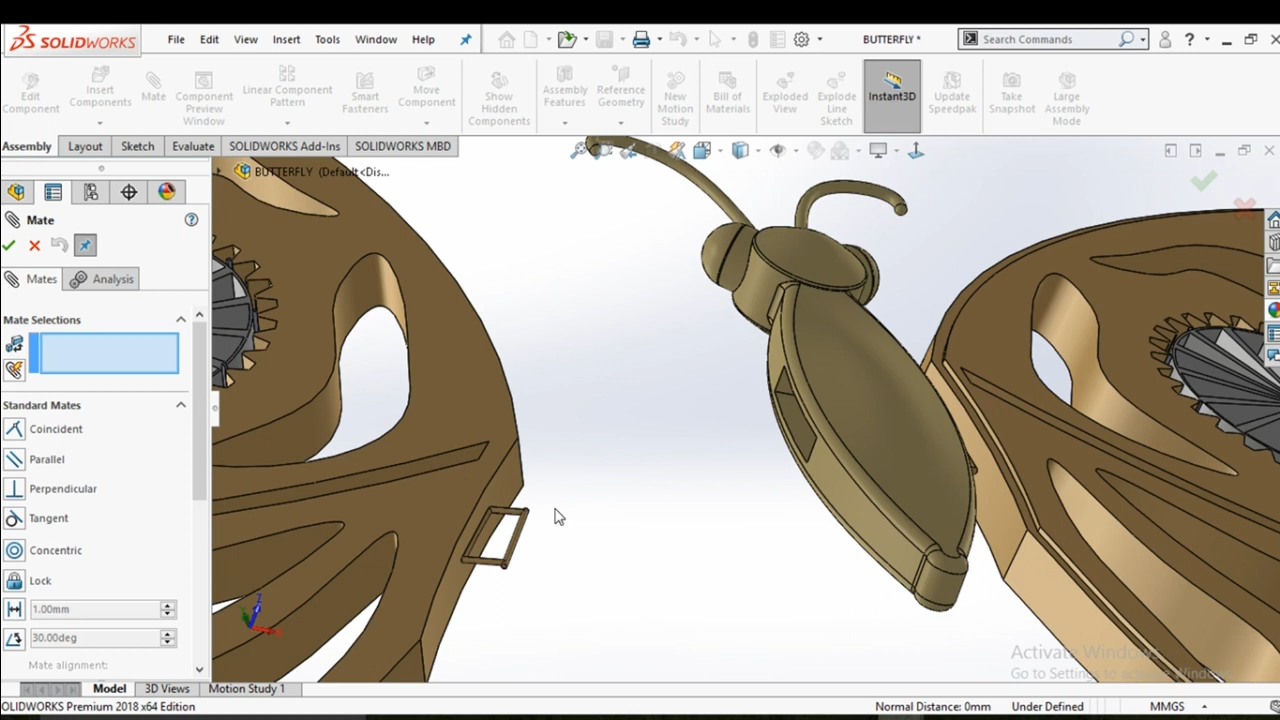 SOLIDWORKS
File Edit View Insert Tools Window Help
BUTTERFLY *
Search Commands
?
Edit Component
Insert Components
Mate
Component Preview Window
Linear Component Pattern
Smart Fasteners
Move Component
Show Hidden Components
Assembly Features
Reference Geometry
New Motion Study
Bill of Materials
Exploded View
Explode Line Sketch
Instant3D
Update Speedpak
Take Snapshot
Large Assembly Mode
Assembly Layout Sketch Evaluate SOLIDWORKS Add-Ins SOLIDWORKS MBD
BUTTERFLY (Default<Dis...
Mate
?
Mates Analysis
Mate Selections
Standard Mates
Coincident
Parallel
Perpendicular
Tangent
Concentric
Lock
1.00mm
30.00deg
Mate alignment:
Z
Activate Windows
Go to Settings to activate Windows.
Model 3D Views Motion Study 1
OLIDWORKS Premium 2018 x64 Edition
Normal Distance: 0mm Under Defined MMGS